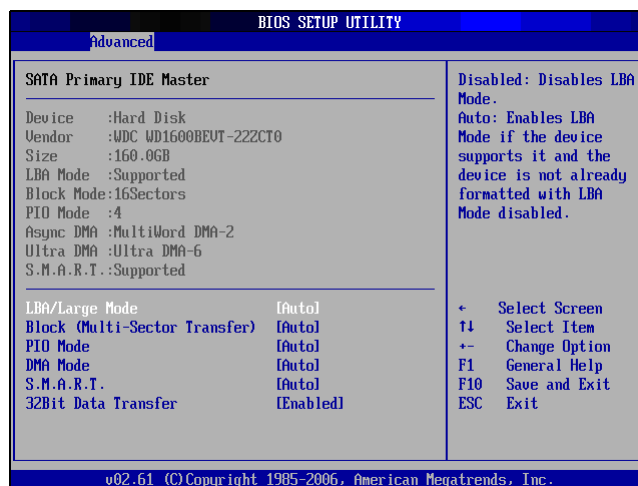 BIOS SETUP UTILITY
Advanced
SATA Primary IDE Master
Device :Hard Disk
Vendor :WDC WD1600BEVT-22ZCT0
Size :160.0GB
LBA Mode :Supported
Block Mode:16Sectors
PIO Mode :4
Async DMA :MultiWord DMA-2
Ultra DMA :Ultra DMA-6
S.M.A.R.T.:Supported
LBA/Large Mode [Auto]
Block (Multi-Sector Transfer) [Auto]
PIO Mode [Auto]
DMA Mode [Auto]
S.M.A.R.T. [Auto]
32Bit Data Transfer [Enabled]
Disabled: Disables LBA
Mode.
Auto: Enables LBA
Mode if the device
supports it and the
device is not already
formatted with LBA
Mode disabled.
← Select Screen
↑↓ Select Item
+- Change Option
F1 General Help
F10 Save and Exit
ESC Exit
v02.61 (C)Copyright 1985-2006, American Megatrends, Inc.